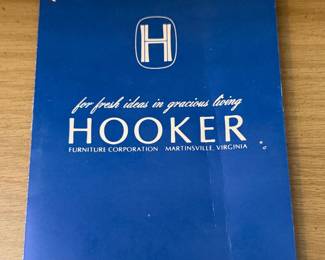 H
for fresh ideas in gracious living
HOOKER
FURNITURE CORPORATION MARTINSVILLE, VIRGINIA